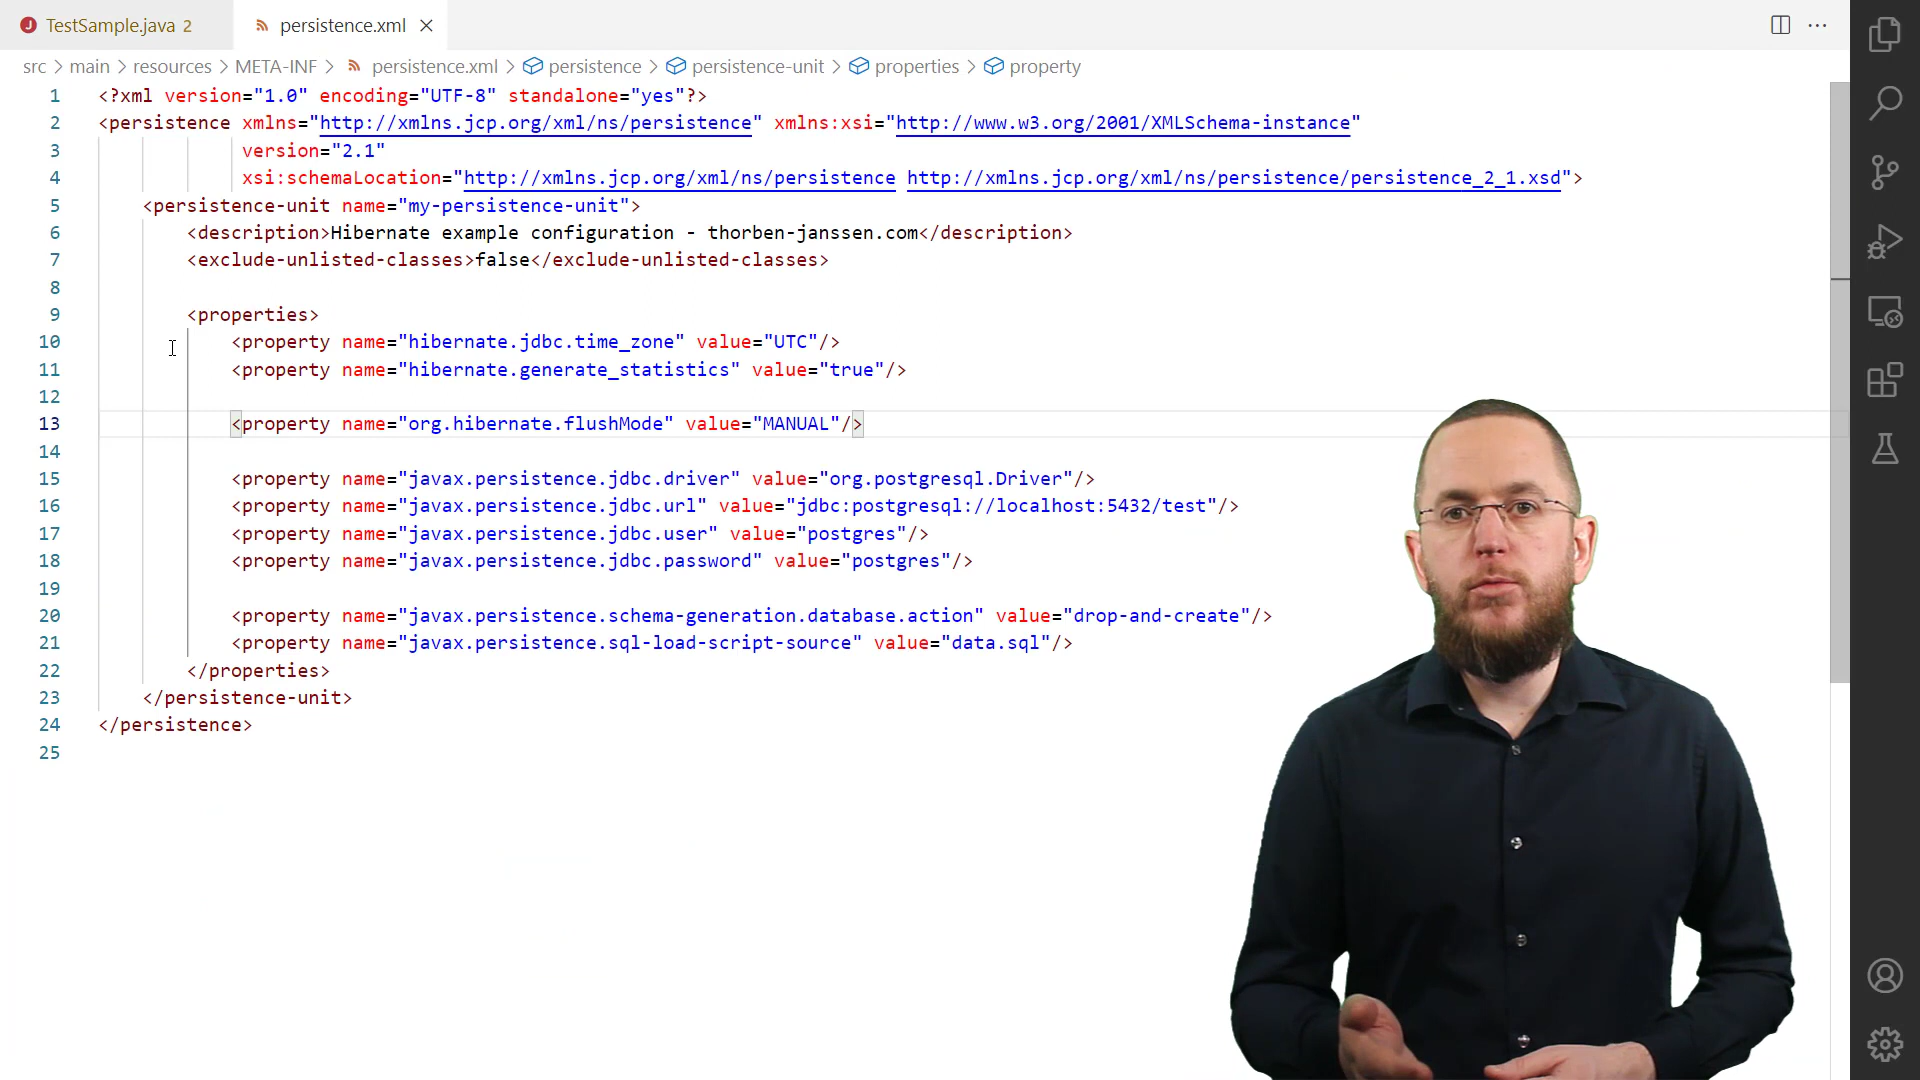 TestSample.java 2
persistence.xml
src > main > resources > META-INF > persistence.xml > persistence > persistence-unit > properties > property
1 <?xml version="1.0" encoding="UTF-8" standalone="yes"?>
2 <persistence xmlns="http://xmlns.jcp.org/xml/ns/persistence" xmlns:xsi="http://www.w3.org/2001/XMLSchema-instance"
3 version="2.1"
4 xsi:schemaLocation="http://xmlns.jcp.org/xml/ns/persistence http://xmlns.jcp.org/xml/ns/persistence/persistence_2_1.xsd">
5 <persistence-unit name="my-persistence-unit">
6 <description>Hibernate example configuration - thorben-janssen.com</description>
7 <exclude-unlisted-classes>false</exclude-unlisted-classes>
8
9 <properties>
10 <property name="hibernate.jdbc.time_zone" value="UTC"/>
11 <property name="hibernate.generate_statistics" value="true"/>
12
13 <property name="org.hibernate.flushMode" value="MANUAL"/>
14
15 <property name="javax.persistence.jdbc.driver" value="org.postgresql.Driver"/>
16 <property name="javax.persistence.jdbc.url" value="jdbc:postgresql://localhost:5432/test"/>
17 <property name="javax.persistence.jdbc.user" value="postgres"/>
18 <property name="javax.persistence.jdbc.password" value="postgres"/>
19
20 <property name="javax.persistence.schema-generation.database.action" value="drop-and-create"/>
21 <property name="javax.persistence.sql-load-script-source" value="data.sql"/>
22 </properties>
23 </persistence-unit>
24 </persistence>
25